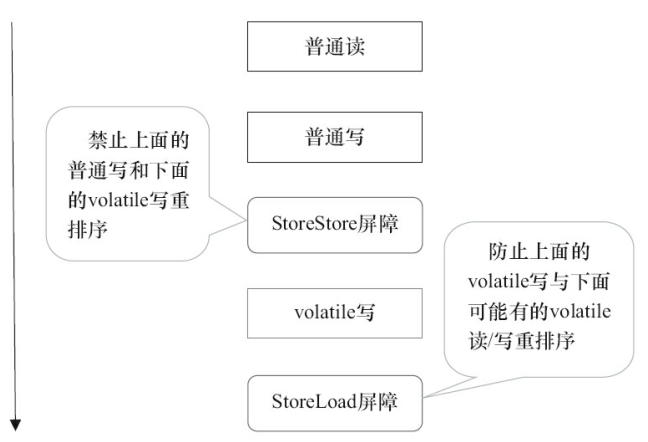 普通读
普通写
禁止上面的
普通写和下面
的volatile写重
排序
StoreStore屏障
防止上面的
volatile写与下面
可能有的volatile
读/写重排序
volatile写
StoreLoad屏障